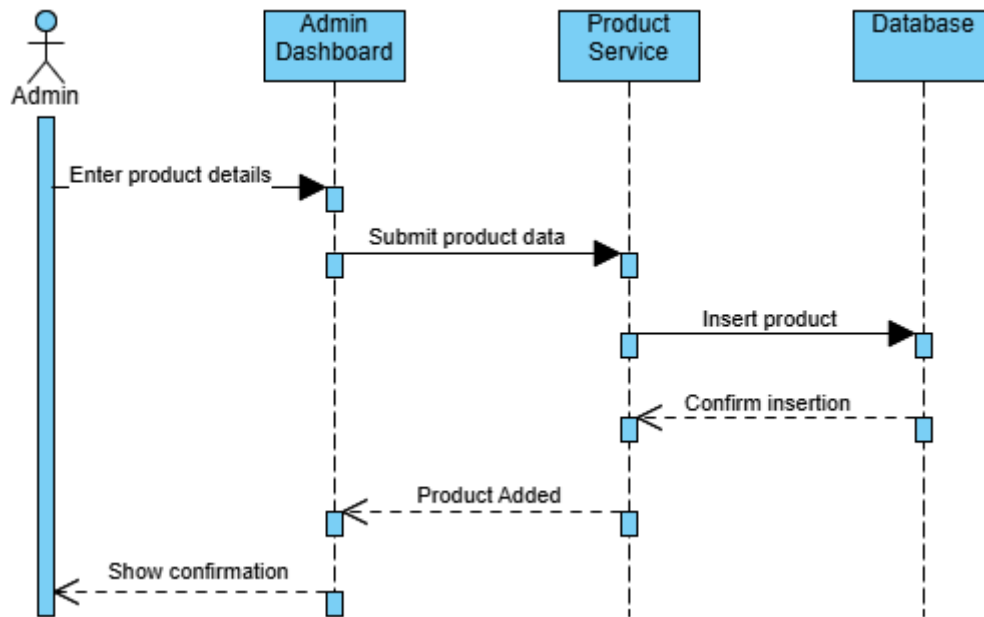 Admin
Dashboard
Product
Service
Database
Admin
Enter product details
Submit product data
Insert product
Confirm insertion
Product Added
Show confirmation